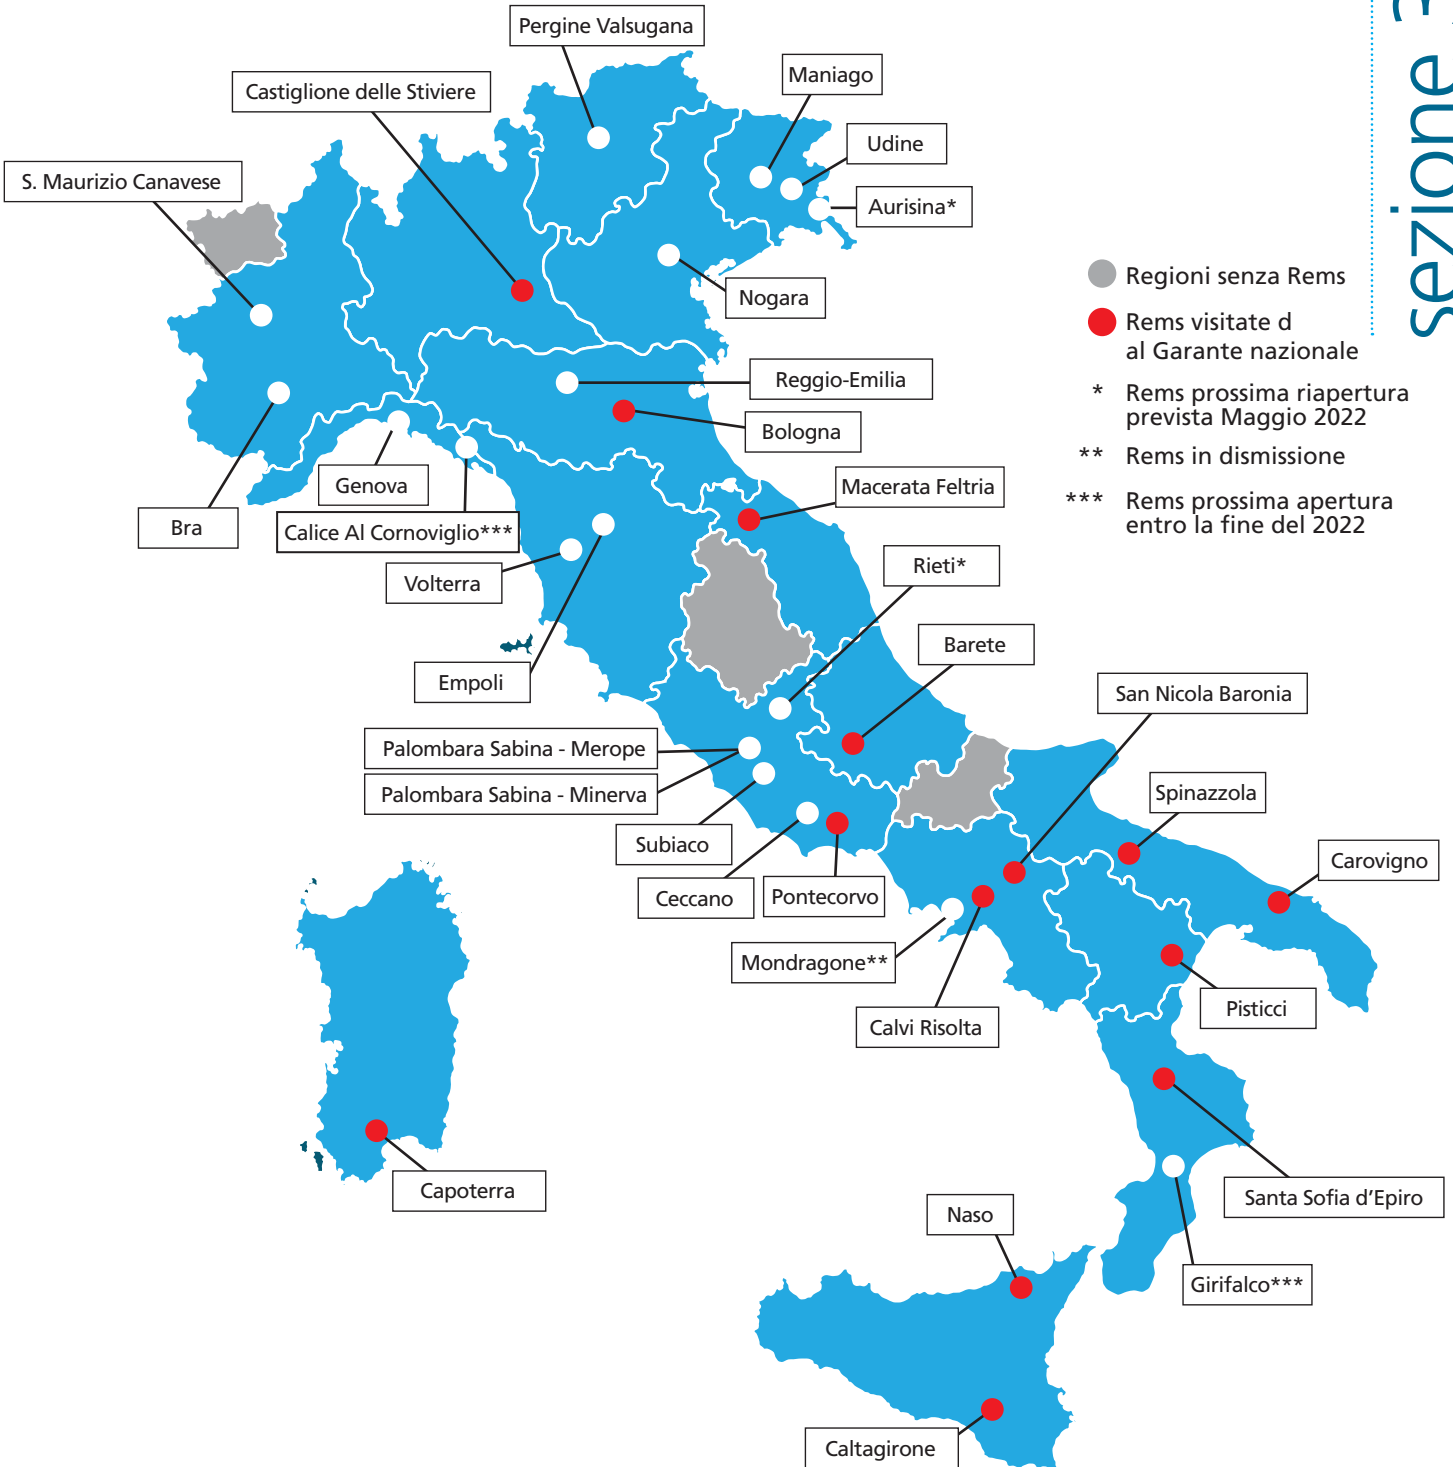 sezione 3
Pergine Valsugana
Castiglione delle Stiviere
Maniago
Udine
S. Maurizio Canavese
Aurisina*
Nogara
Regioni senza Rems
Rems visitate d
al Garante nazionale
* Rems prossima riapertura
prevista Maggio 2022
** Rems in dismissione
*** Rems prossima apertura
entro la fine del 2022
Reggio-Emilia
Bologna
Genova
Macerata Feltria
Bra
Calice Al Cornoviglio***
Volterra
Rieti*
Barete
Empoli
San Nicola Baronia
Palombara Sabina - Merope
Palombara Sabina - Minerva
Spinazzola
Subiaco
Carovigno
Ceccano
Pontecorvo
Mondragone**
Pisticci
Calvi Risolta
Capoterra
Santa Sofia d'Epiro
Naso
Girifalco***
Caltagirone